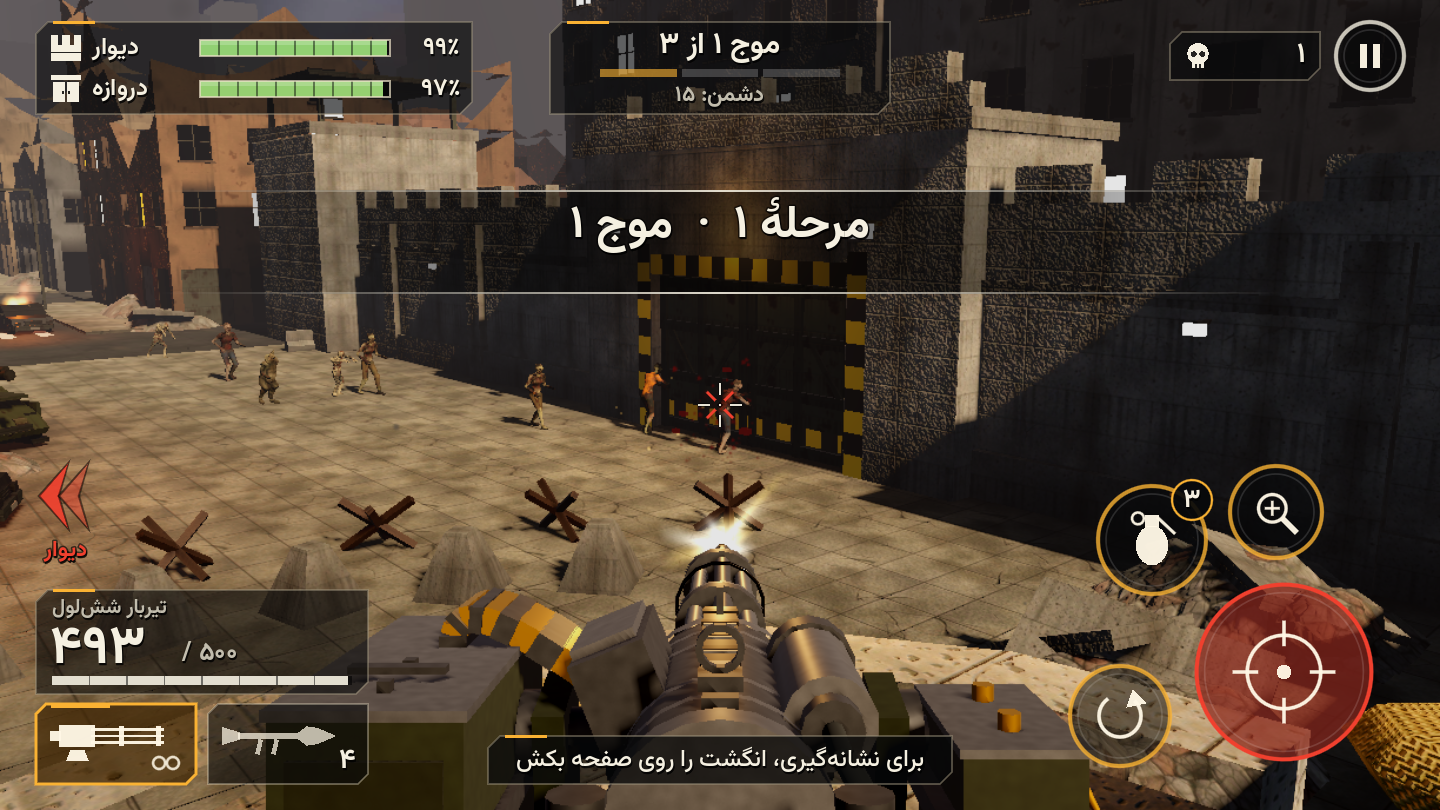 دیوار ۹۹٪
دروازه ۹۷٪
موج ۱ از ۳
دشمن: ۱۵
۱
مرحلهٔ ۱ · موج ۱
۳
دیوار
تیربار شش‌لول
۴۹۳ / ۵۰۰
∞
۴
برای نشانه‌گیری، انگشت را روی صفحه بکش